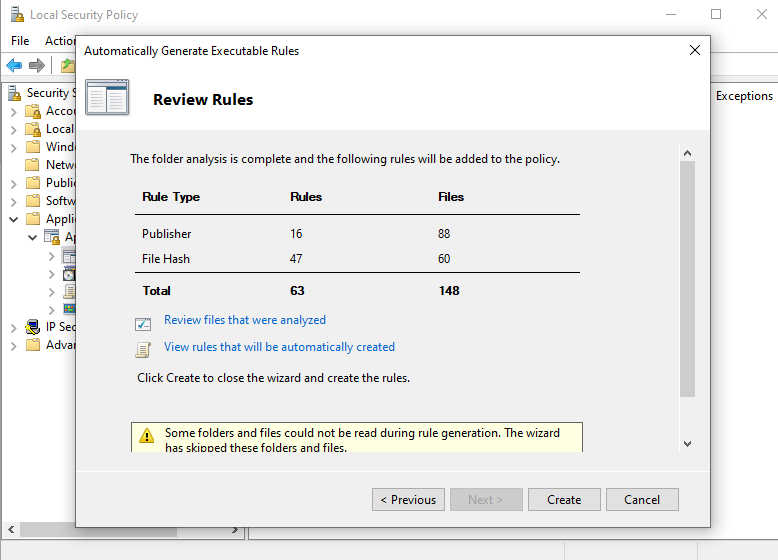 Local Security Policy
File Action
Automatically Generate Executable Rules
Review Rules
Security S
Accou
Local
Windo
Netwo
Public
Softw
Applic
Ap
IP Sec
Advan
Exceptions
The folder analysis is complete and the following rules will be added to the policy.
Rule Type Rules Files
Publisher 16 88
File Hash 47 60
Total 63 148
Review files that were analyzed
View rules that will be automatically created
Click Create to close the wizard and create the rules.
Some folders and files could not be read during rule generation. The wizard
has skipped these folders and files.
< Previous Next > Create Cancel